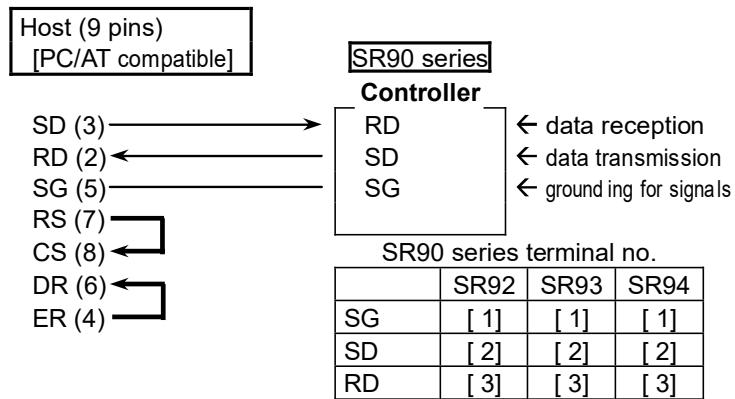 Host (9 pins)
[PC/AT compatible]
SR90 series
Controller
SD (3)
RD
← data reception
RD (2)
SD
← data transmission
SG (5)
SG
← grounding for signals
RS (7)
CS (8)
DR (6)
ER (4)
SR90 series terminal no.
SR92 SR93 SR94
SG [ 1] [ 1] [ 1]
SD [ 2] [ 2] [ 2]
RD [ 3] [ 3] [ 3]